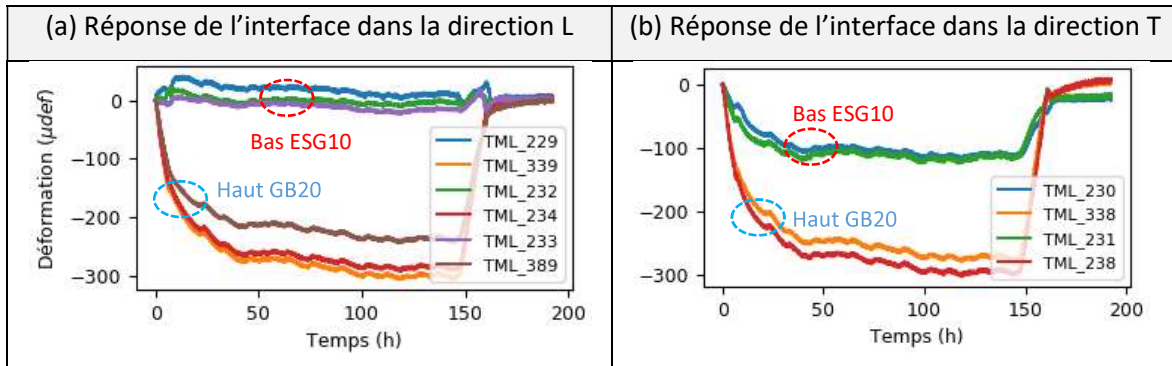 (a) Réponse de l'interface dans la direction L
(b) Réponse de l'interface dans la direction T
Déformation (μdef)
0
−100
−200
−300
Bas ESG10
Haut GB20
TML_229
TML_339
TML_232
TML_234
TML_233
TML_389
0
50
100
150
200
Temps (h)
0
−100
−200
−300
Bas ESG10
Haut GB20
TML_230
TML_338
TML_231
TML_238
0
50
100
150
200
Temps (h)